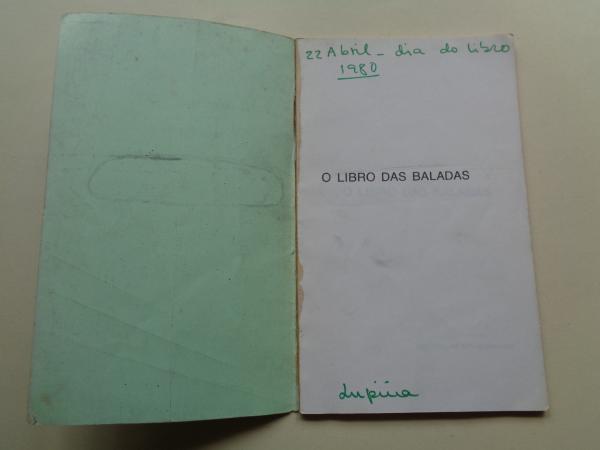 22 Abril - dia do libro
1980
O LIBRO DAS BALADAS